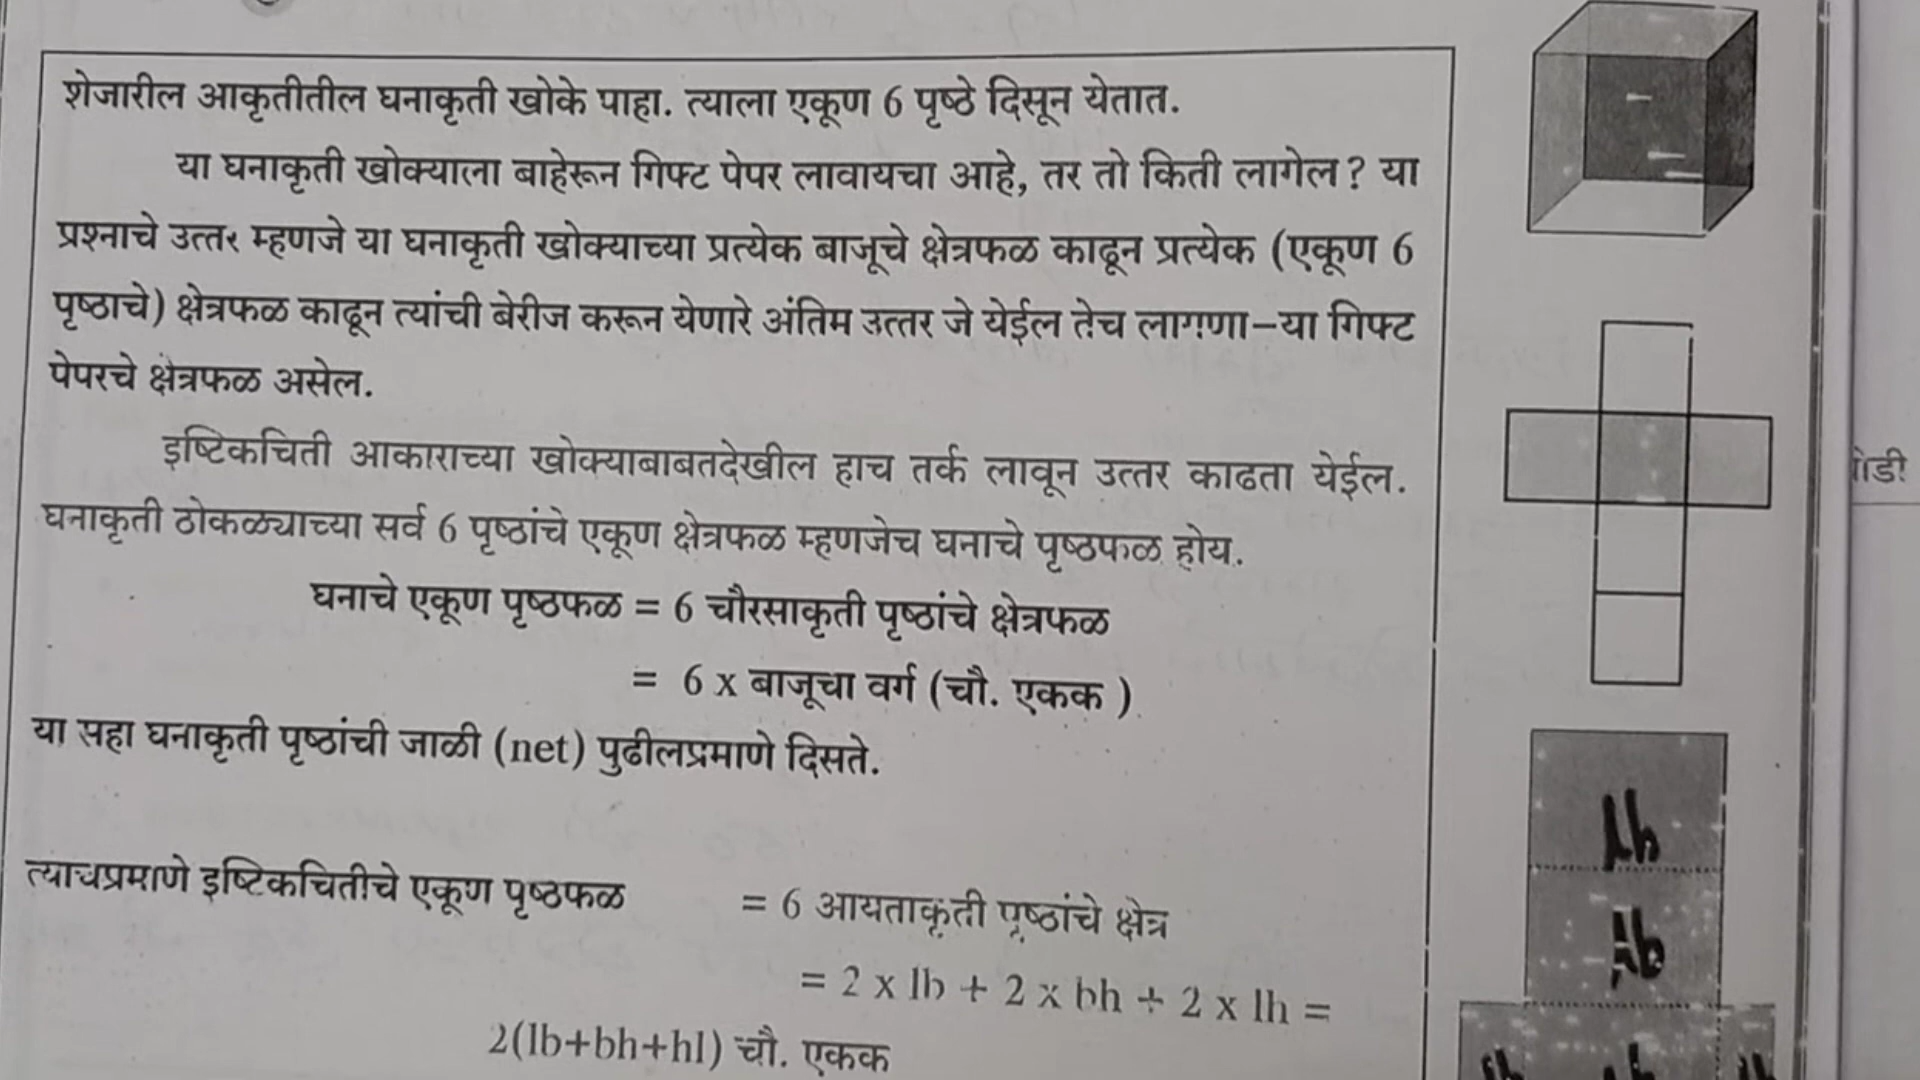 शेजारील आकृतीतील घनाकृती खोके पाहा. त्याला एकूण 6 पृष्ठे दिसून येतात.
या घनाकृती खोक्याला बाहेरून गिफ्ट पेपर लावायचा आहे, तर तो किती लागेल? या
प्रश्नाचे उत्तर म्हणजे या घनाकृती खोक्याच्या प्रत्येक बाजूचे क्षेत्रफळ काढून प्रत्येक (एकूण 6
पृष्ठाचे) क्षेत्रफळ काढून त्यांची बेरीज करून येणारे अंतिम उत्तर जे येईल तेच लागणा-या गिफ्ट
पेपरचे क्षेत्रफळ असेल.
इष्टिकचिती आकाराच्या खोक्याबाबतदेखील हाच तर्क लावून उत्तर काढता येईल.
घनाकृती ठोकळ्याच्या सर्व 6 पृष्ठांचे एकूण क्षेत्रफळ म्हणजेच घनाचे पृष्ठफळ होय.
घनाचे एकूण पृष्ठफळ = 6 चौरसाकृती पृष्ठांचे क्षेत्रफळ
= 6 x बाजूचा वर्ग (चौ. एकक )
या सहा घनाकृती पृष्ठांची जाळी (net) पुढीलप्रमाणे दिसते.
त्याचप्रमाणे इष्टिकचितीचे एकूण पृष्ठफळ = 6 आयताकृती पृष्ठांचे क्षेत्र
= 2 x lb + 2 x bh + 2 x lh =
2(lb+bh+hl) चौ. एकक